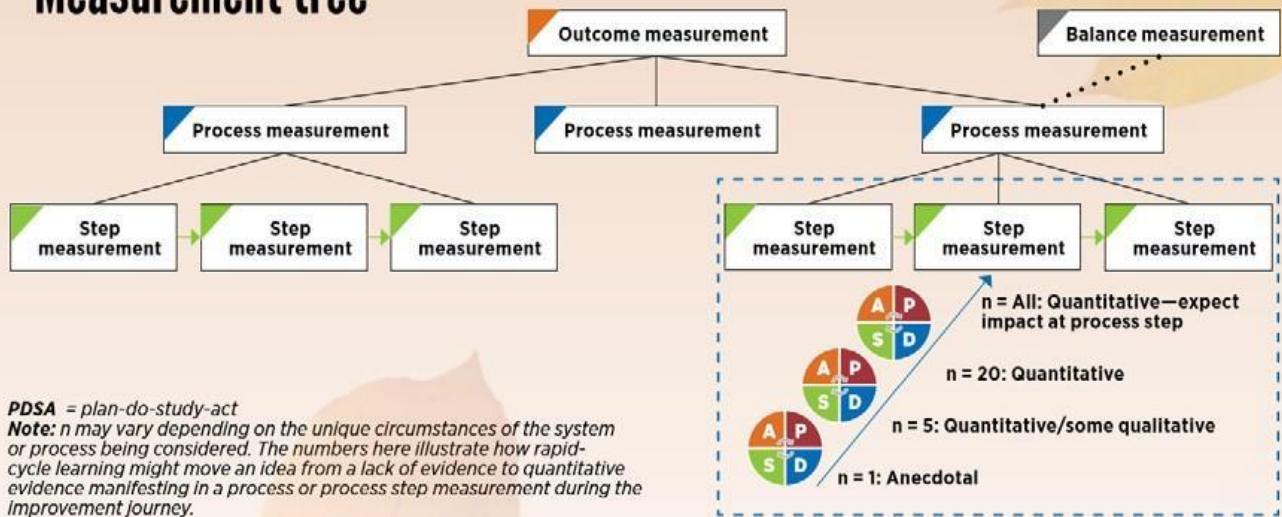 Measurement tree
Outcome measurement
Balance measurement
Process measurement
Process measurement
Process measurement
Step
measurement
Step
measurement
Step
measurement
Step
measurement
Step
measurement
Step
measurement
A P
S D
A P
S D
A P
S D
n = All: Quantitative—expect
impact at process step
n = 20: Quantitative
n = 5: Quantitative/some qualitative
n = 1: Anecdotal
PDSA = plan-do-study-act
Note: n may vary depending on the unique circumstances of the system
or process being considered. The numbers here illustrate how rapid-
cycle learning might move an idea from a lack of evidence to quantitative
evidence manifesting in a process or process step measurement during the
improvement journey.